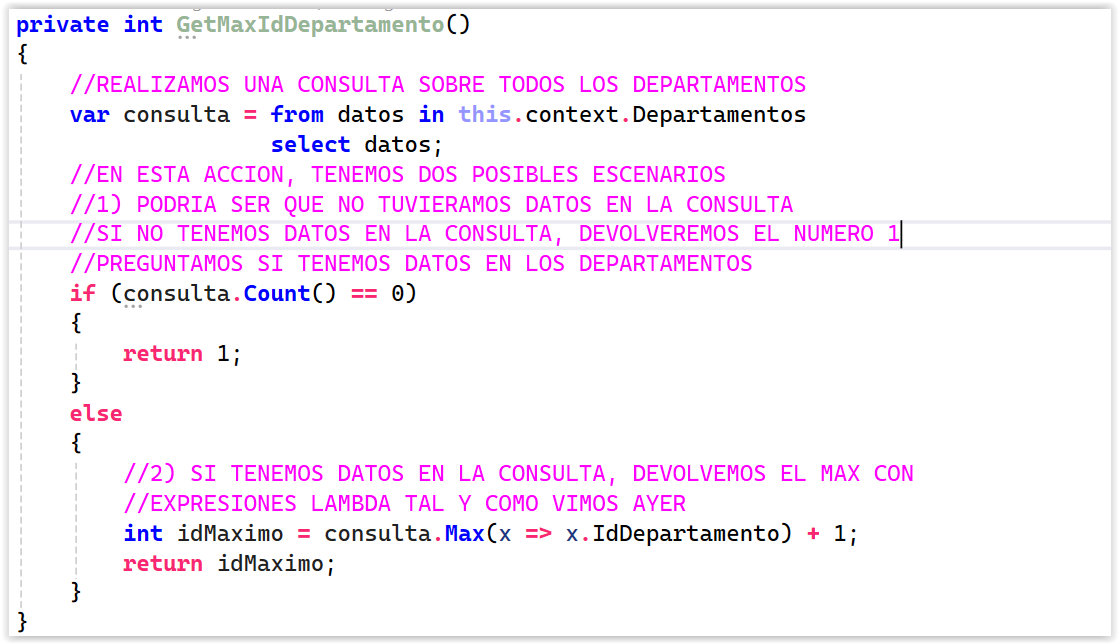 private int GetMaxIdDepartamento()
{
    //REALIZAMOS UNA CONSULTA SOBRE TODOS LOS DEPARTAMENTOS
    var consulta = from datos in this.context.Departamentos
                   select datos;
    //EN ESTA ACCION, TENEMOS DOS POSIBLES ESCENARIOS
    //1) PODRIA SER QUE NO TUVIERAMOS DATOS EN LA CONSULTA
    //SI NO TENEMOS DATOS EN LA CONSULTA, DEVOLVEREMOS EL NUMERO 1
    //PREGUNTAMOS SI TENEMOS DATOS EN LOS DEPARTAMENTOS
    if (consulta.Count() == 0)
    {
        return 1;
    }
    else
    {
        //2) SI TENEMOS DATOS EN LA CONSULTA, DEVOLVEMOS EL MAX CON
        //EXPRESIONES LAMBDA TAL Y COMO VIMOS AYER
        int idMaximo = consulta.Max(x => x.IdDepartamento) + 1;
        return idMaximo;
    }
}